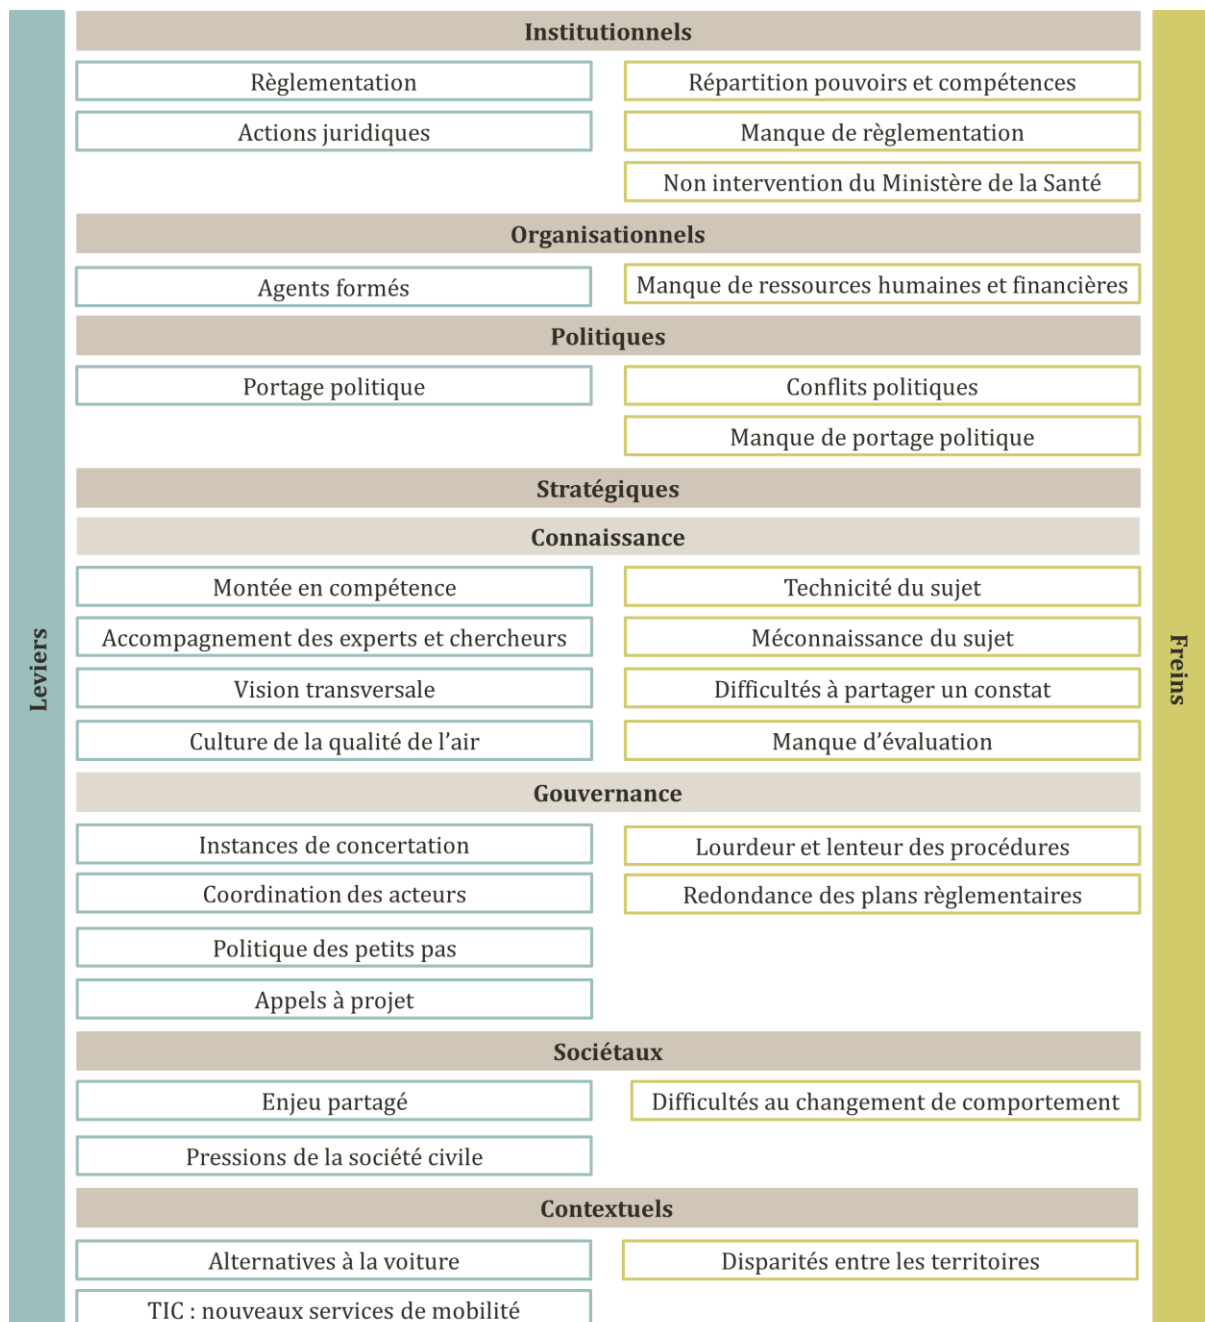 Institutionnels
Règlementation
Répartition pouvoirs et compétences
Actions juridiques
Manque de règlementation
Non intervention du Ministère de la Santé
Organisationnels
Agents formés
Manque de ressources humaines et financières
Politiques
Portage politique
Conflits politiques
Manque de portage politique
Stratégiques
Connaissance
Montée en compétence
Technicité du sujet
Accompagnement des experts et chercheurs
Méconnaissance du sujet
Vision transversale
Difficultés à partager un constat
Culture de la qualité de l’air
Manque d’évaluation
Gouvernance
Instances de concertation
Lourdeur et lenteur des procédures
Coordination des acteurs
Redondance des plans règlementaires
Politique des petits pas
Appels à projet
Sociétaux
Enjeu partagé
Difficultés au changement de comportement
Pressions de la société civile
Contextuels
Alternatives à la voiture
Disparités entre les territoires
TIC : nouveaux services de mobilité
Leviers
Freins